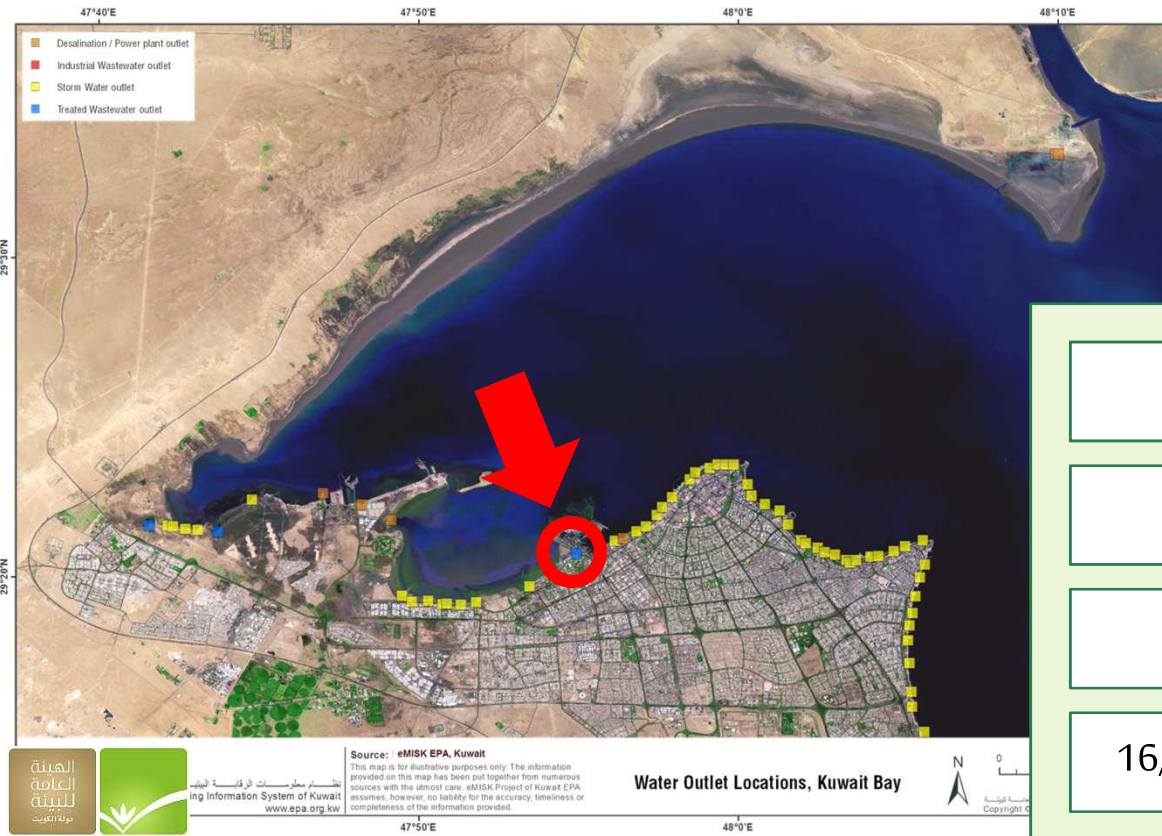 47°40'E
47°50'E
48°0'E
48°10'E
Desalination / Power plant outlet
Industrial Wastewater outlet
Storm Water outlet
Treated Wastewater outlet
29°30'N
29°20'N
16,
الهيئة
العامة
للبيئة
دولة الكويت
ing Information System of Kuwait
www.epa.org.kw
Source: eMISK EPA, Kuwait
This map is for illustrative purposes only. The information
provided on this map has been put together from numerous
sources with the utmost care. eMISK Project of Kuwait EPA
assumes, however, no liability for the accuracy, timeliness or
completeness of the information provided.
Water Outlet Locations, Kuwait Bay
N
0
Copyright ©
47°50'E
48°0'E